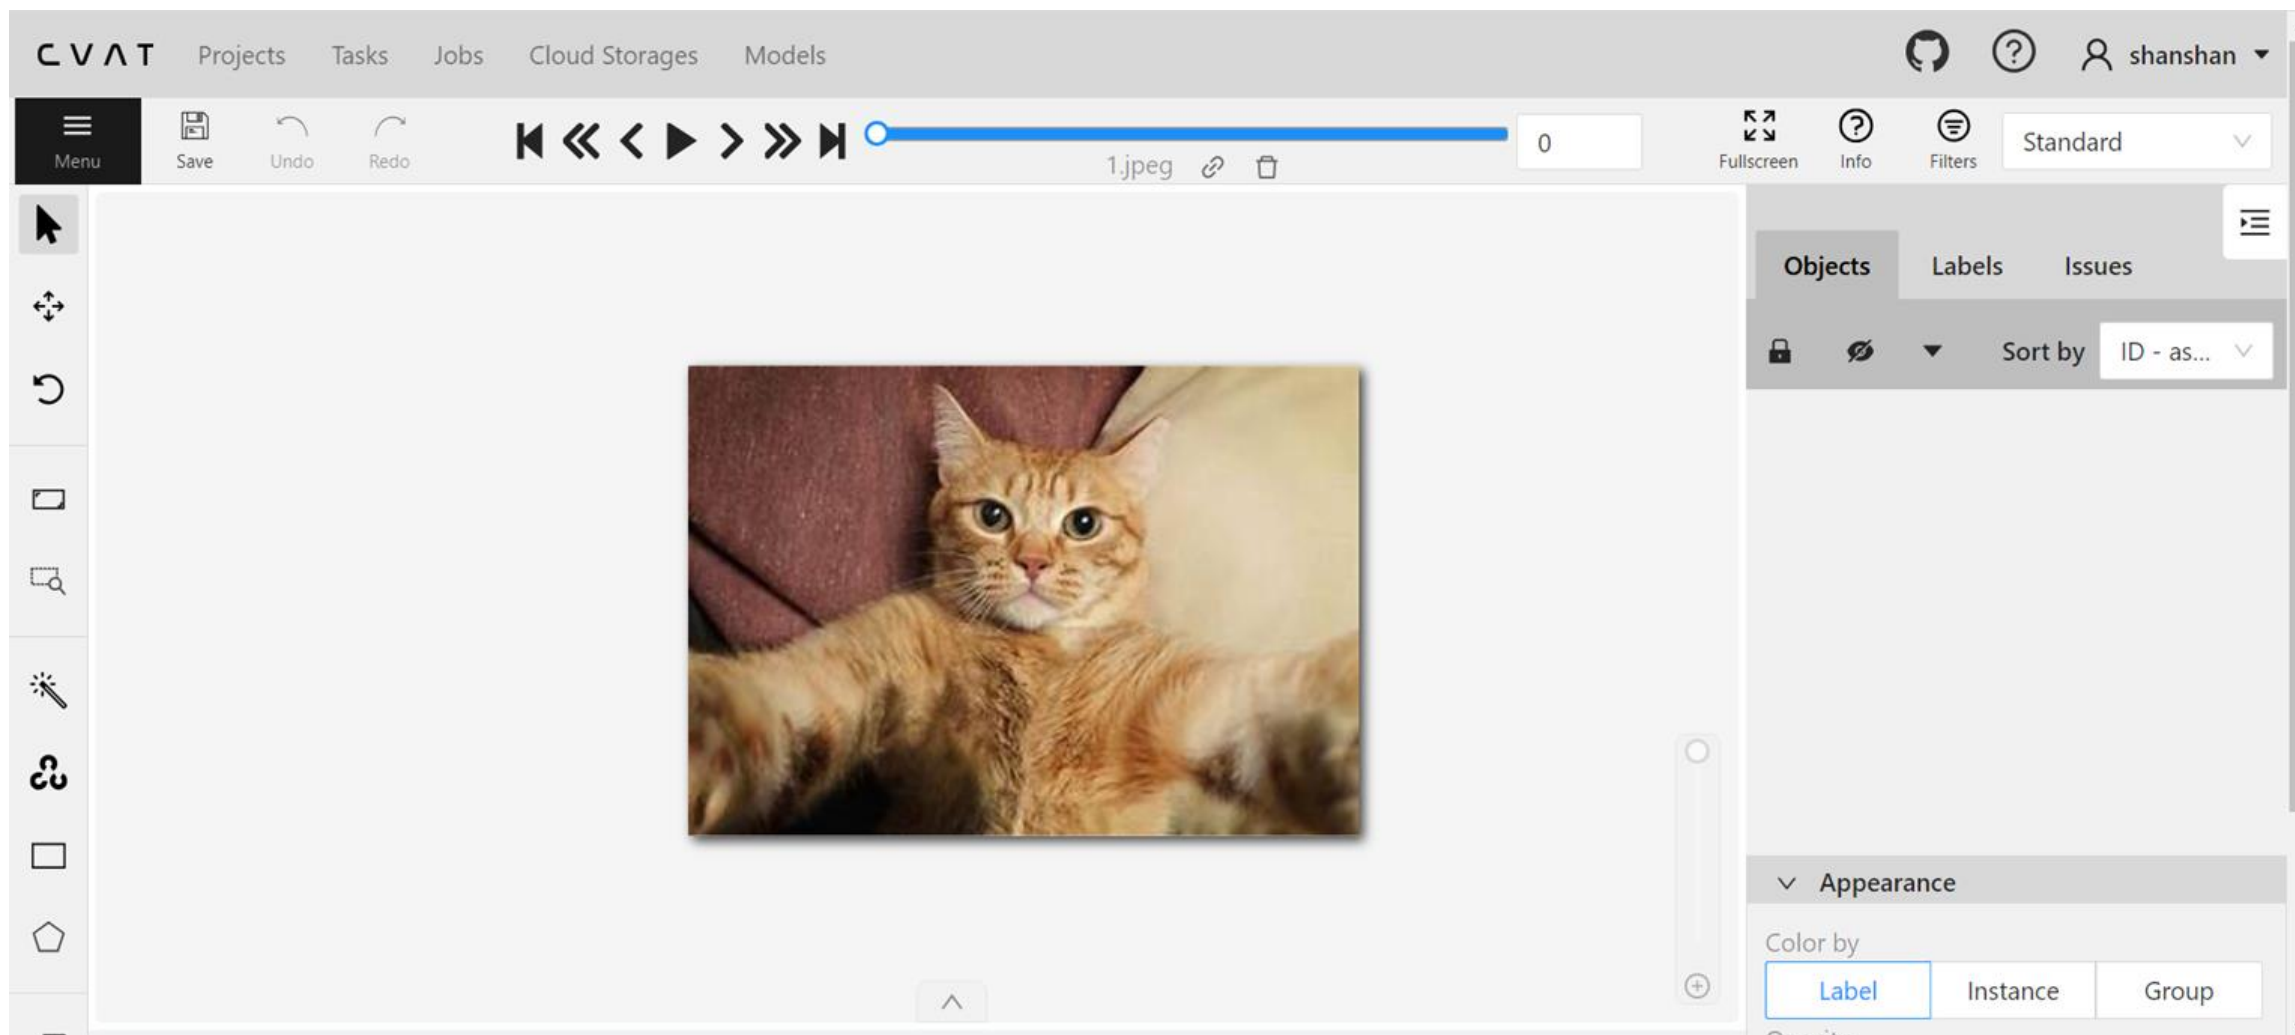 CVAT Projects Tasks Jobs Cloud Storages Models shanshan
Menu Save Undo Redo 1.jpeg 0 Fullscreen Info Filters Standard
Objects Labels Issues
Sort by ID - as...
Appearance
Color by
Label Instance Group